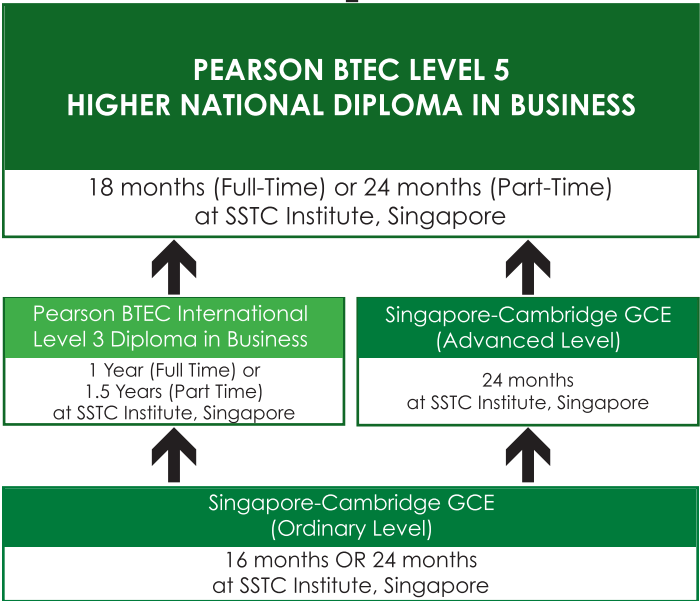 PEARSON BTEC LEVEL 5
HIGHER NATIONAL DIPLOMA IN BUSINESS
18 months (Full-Time) or 24 months (Part-Time)
at SSTC Institute, Singapore
Pearson BTEC International
Level 3 Diploma in Business
1 Year (Full Time) or
1.5 Years (Part Time)
at SSTC Institute, Singapore
Singapore-Cambridge GCE
(Advanced Level)
24 months
at SSTC Institute, Singapore
Singapore-Cambridge GCE
(Ordinary Level)
16 months OR 24 months
at SSTC Institute, Singapore